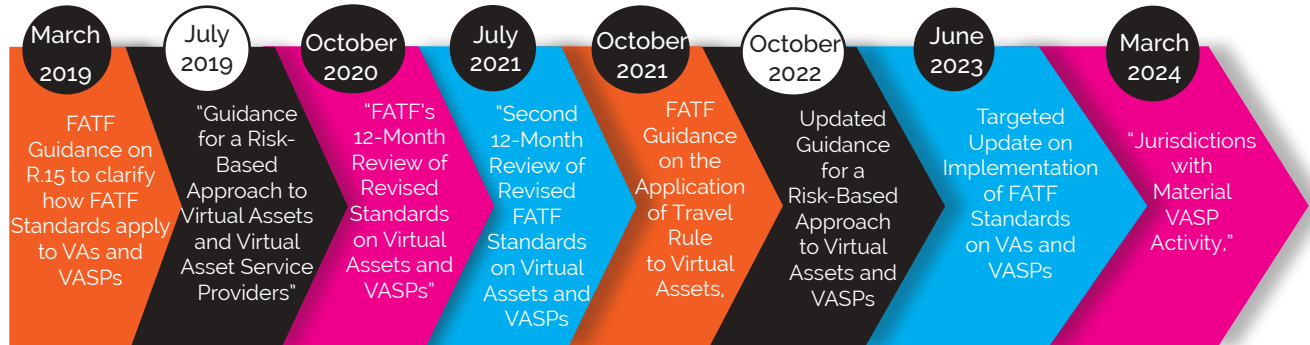 March
2019
FATF
Guidance on
R.15 to clarify
how FATF
Standards apply
to VAs and
VASPs
July
2019
“Guidance
for a Risk-
Based
Approach to
Virtual Assets
and Virtual
Asset Service
Providers”
October
2020
“FATF’s
12-Month
Review of
Revised
Standards
on Virtual
Assets and
VASPs”
July
2021
“Second
12-Month
Review of
Revised
FATF
Standards
on Virtual
Assets and
VASPs
October
2021
FATF
Guidance
on the
Application
of Travel
Rule
to Virtual
Assets,
October
2022
Updated
Guidance
for a
Risk-Based
Approach
to Virtual
Assets and
VASPs
June
2023
Targeted
Update on
Implementation
of FATF
Standards
on VAs and
VASPs
March
2024
“Jurisdictions
with
Material
VASP
Activity,”